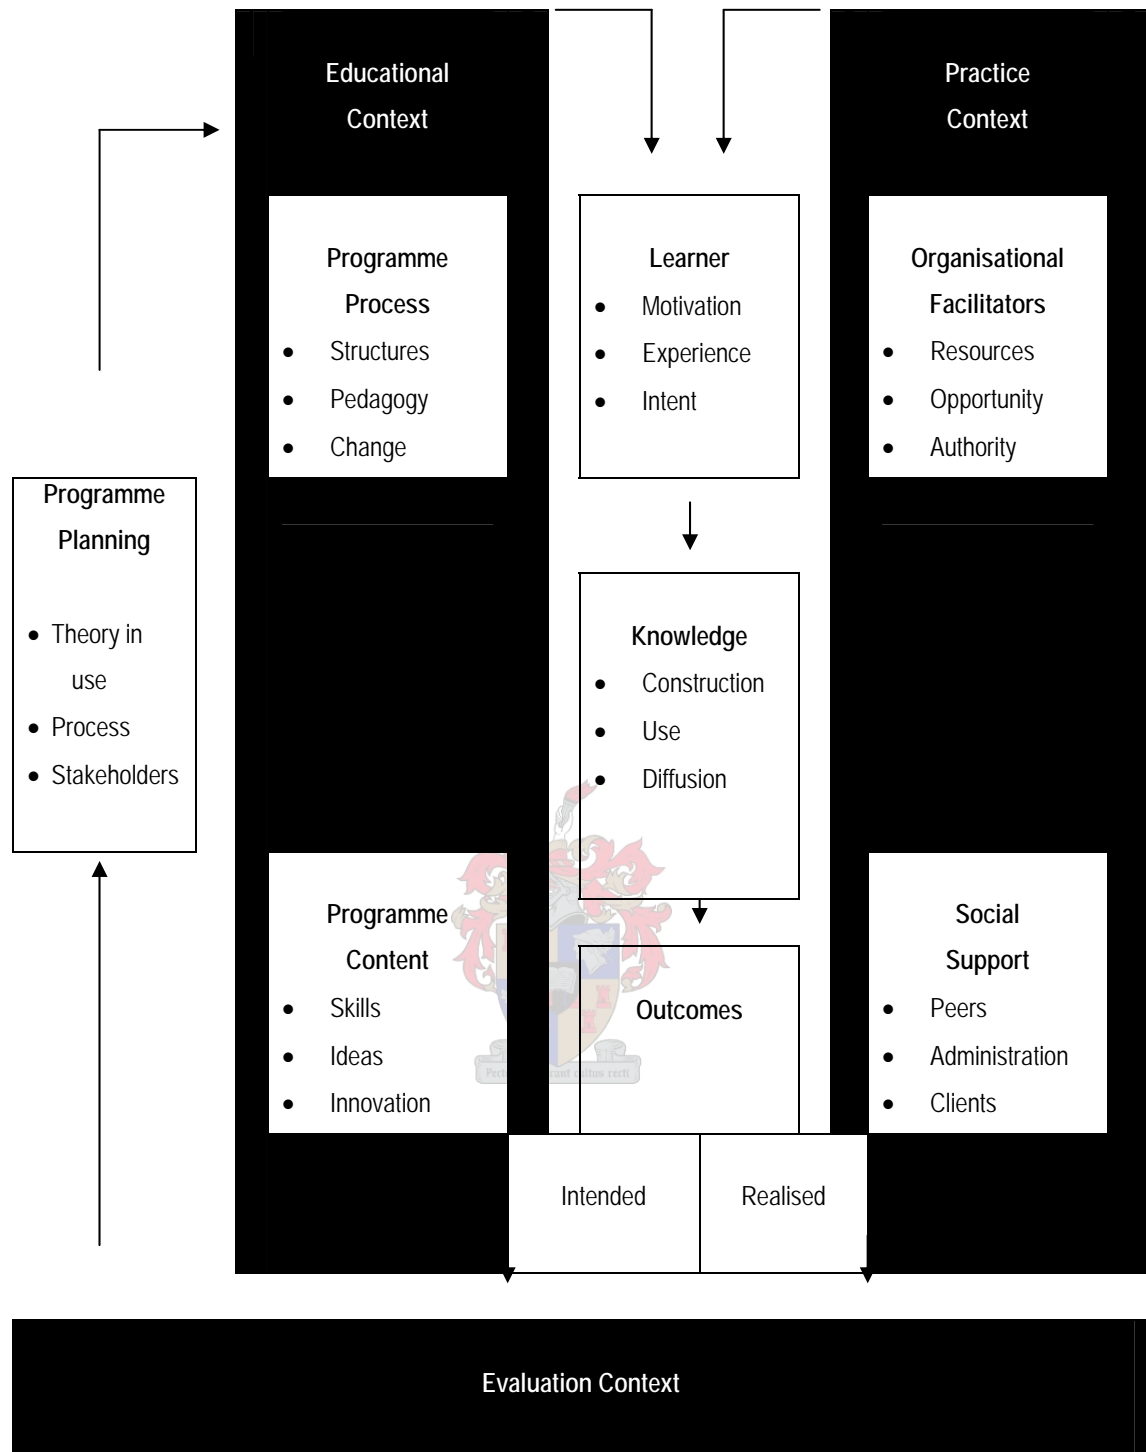 Educational
Context
Practice
Context
Programme
Process
• Structures
• Pedagogy
• Change
Learner
• Motivation
• Experience
• Intent
Organisational
Facilitators
• Resources
• Opportunity
• Authority
Programme
Planning
• Theory in
use
• Process
• Stakeholders
Knowledge
• Construction
• Use
• Diffusion
Programme
Content
• Skills
• Ideas
• Innovation
Outcomes
Social
Support
• Peers
• Administration
• Clients
cultus recti
Intended
Realised
Evaluation Context